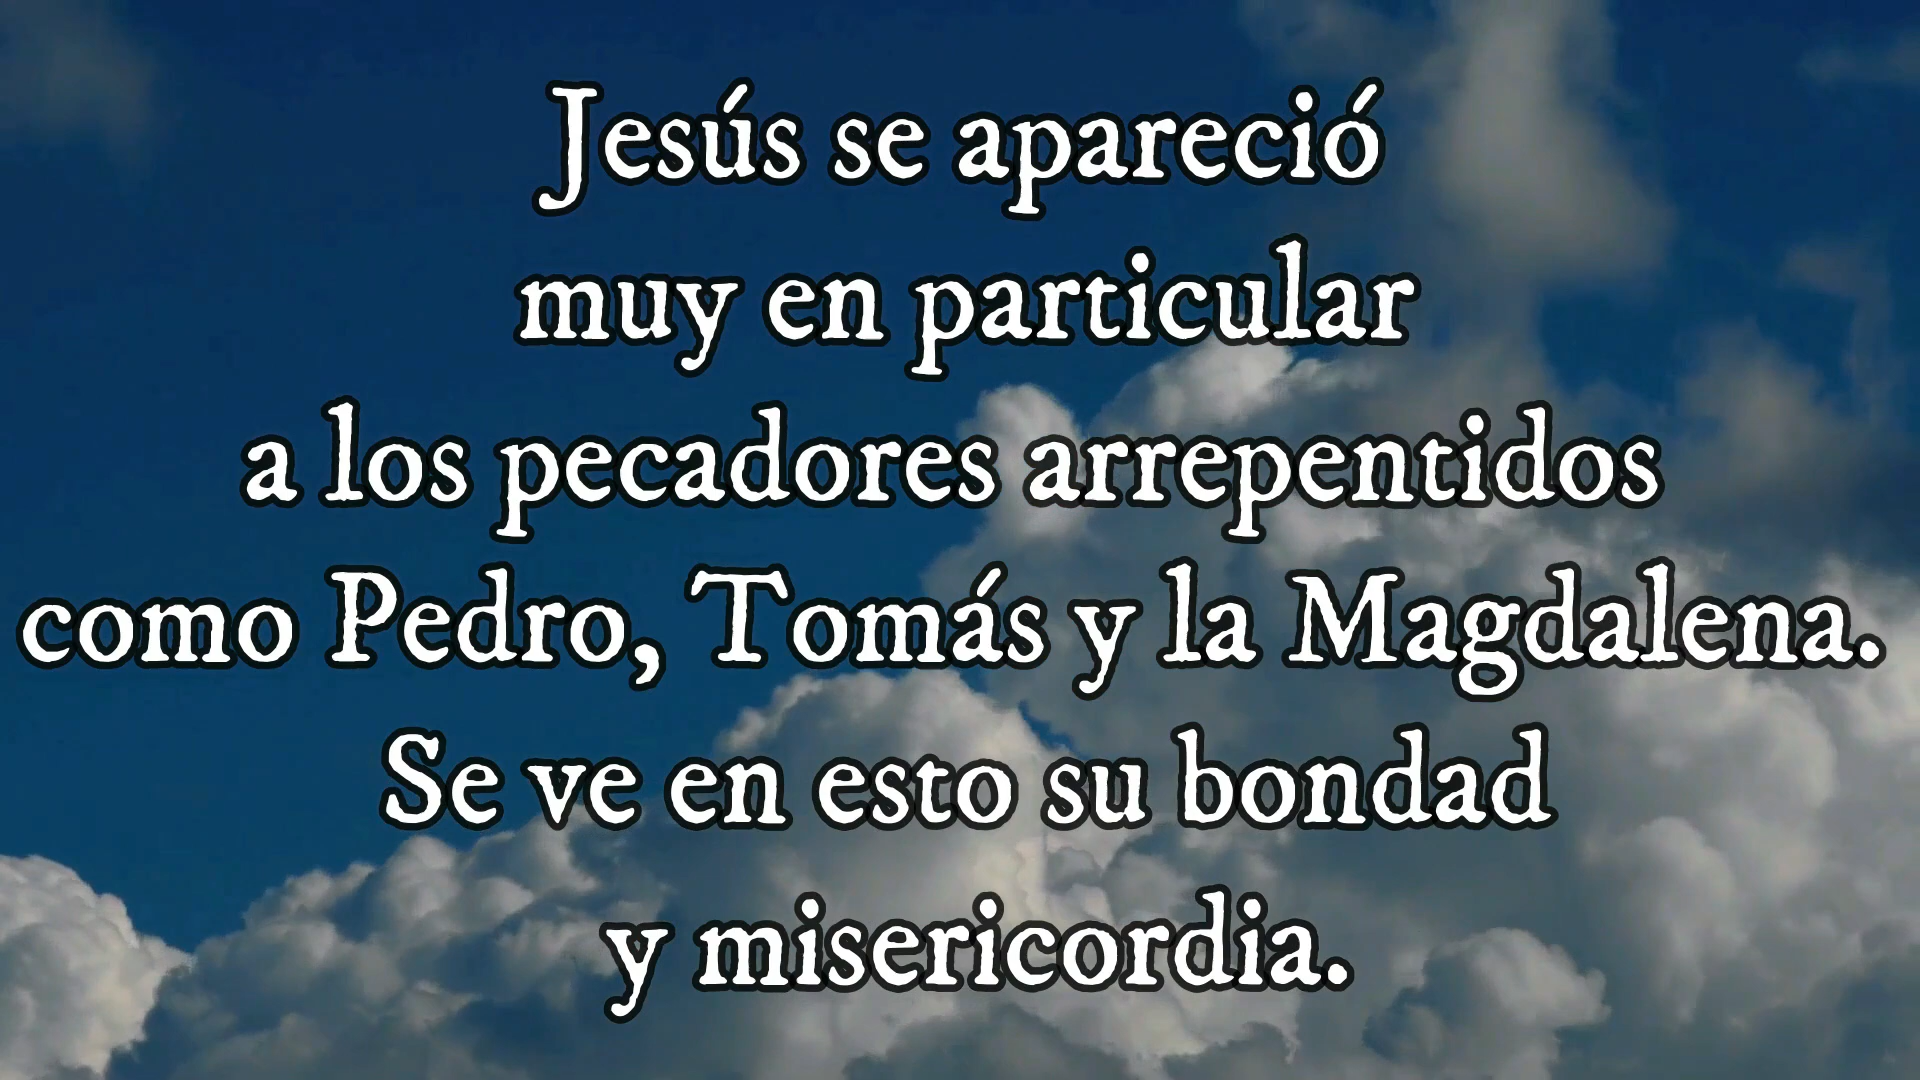 Jesús se apareció
muy en particular
a los pecadores arrepentidos
como Pedro, Tomás y la Magdalena.
Se ve en esto su bondad
y misericordia.